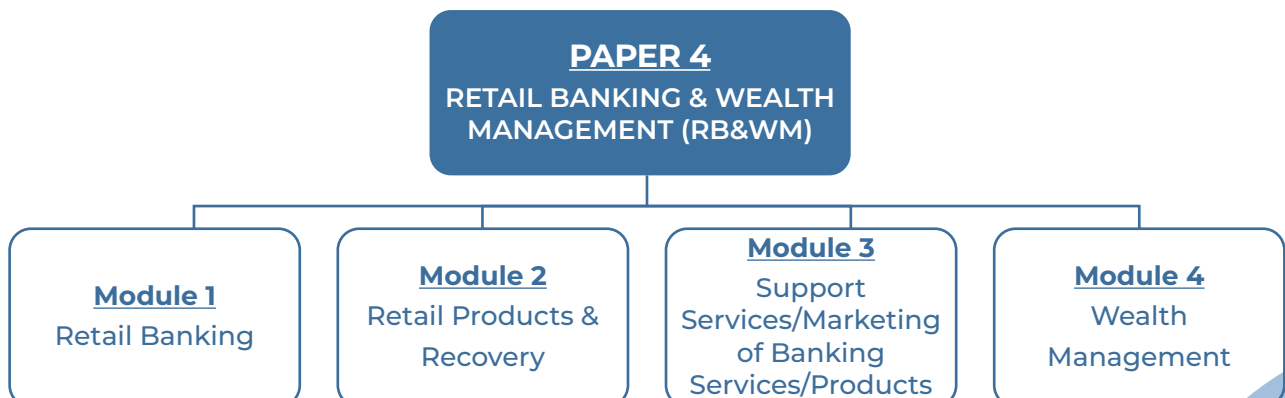 PAPER 4
RETAIL BANKING & WEALTH
MANAGEMENT (RB&WM)
Module 1
Retail Banking
Module 2
Retail Products &
Recovery
Module 3
Support
Services/Marketing
of Banking
Services/Products
Module 4
Wealth
Management